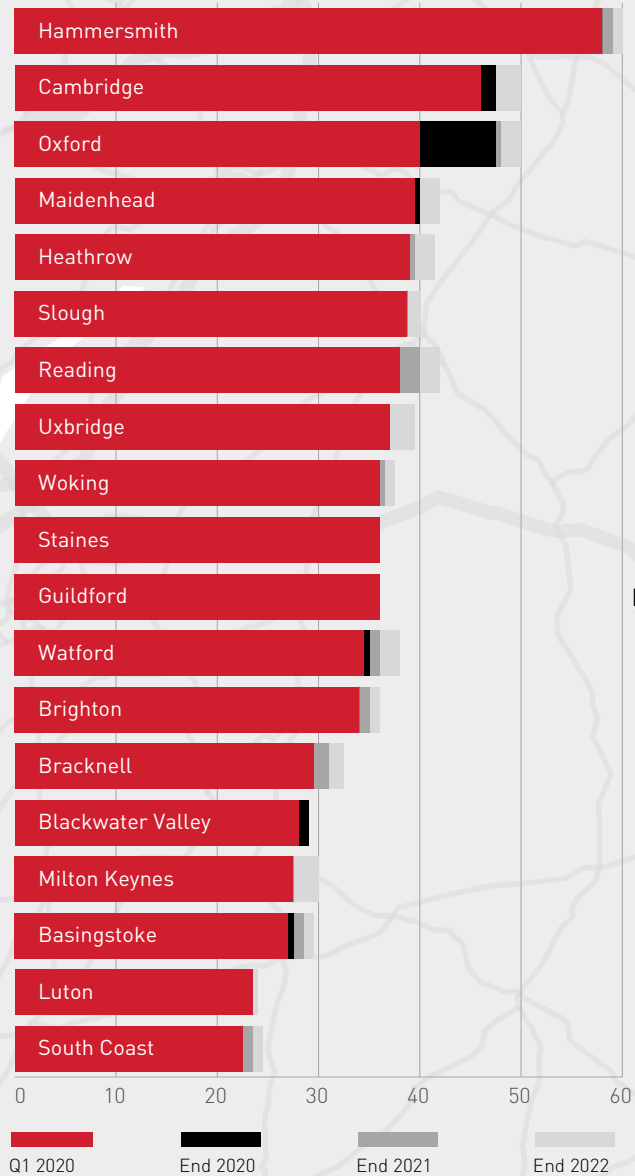 Hammersmith
Cambridge
Oxford
Maidenhead
Heathrow
Slough
Reading
Uxbridge
Woking
Staines
Guildford
Watford
Brighton
Bracknell
Blackwater Valley
Milton Keynes
Basingstoke
Luton
South Coast
0 10 20 30 40 50 60
Q1 2020 End 2020 End 2021 End 2022